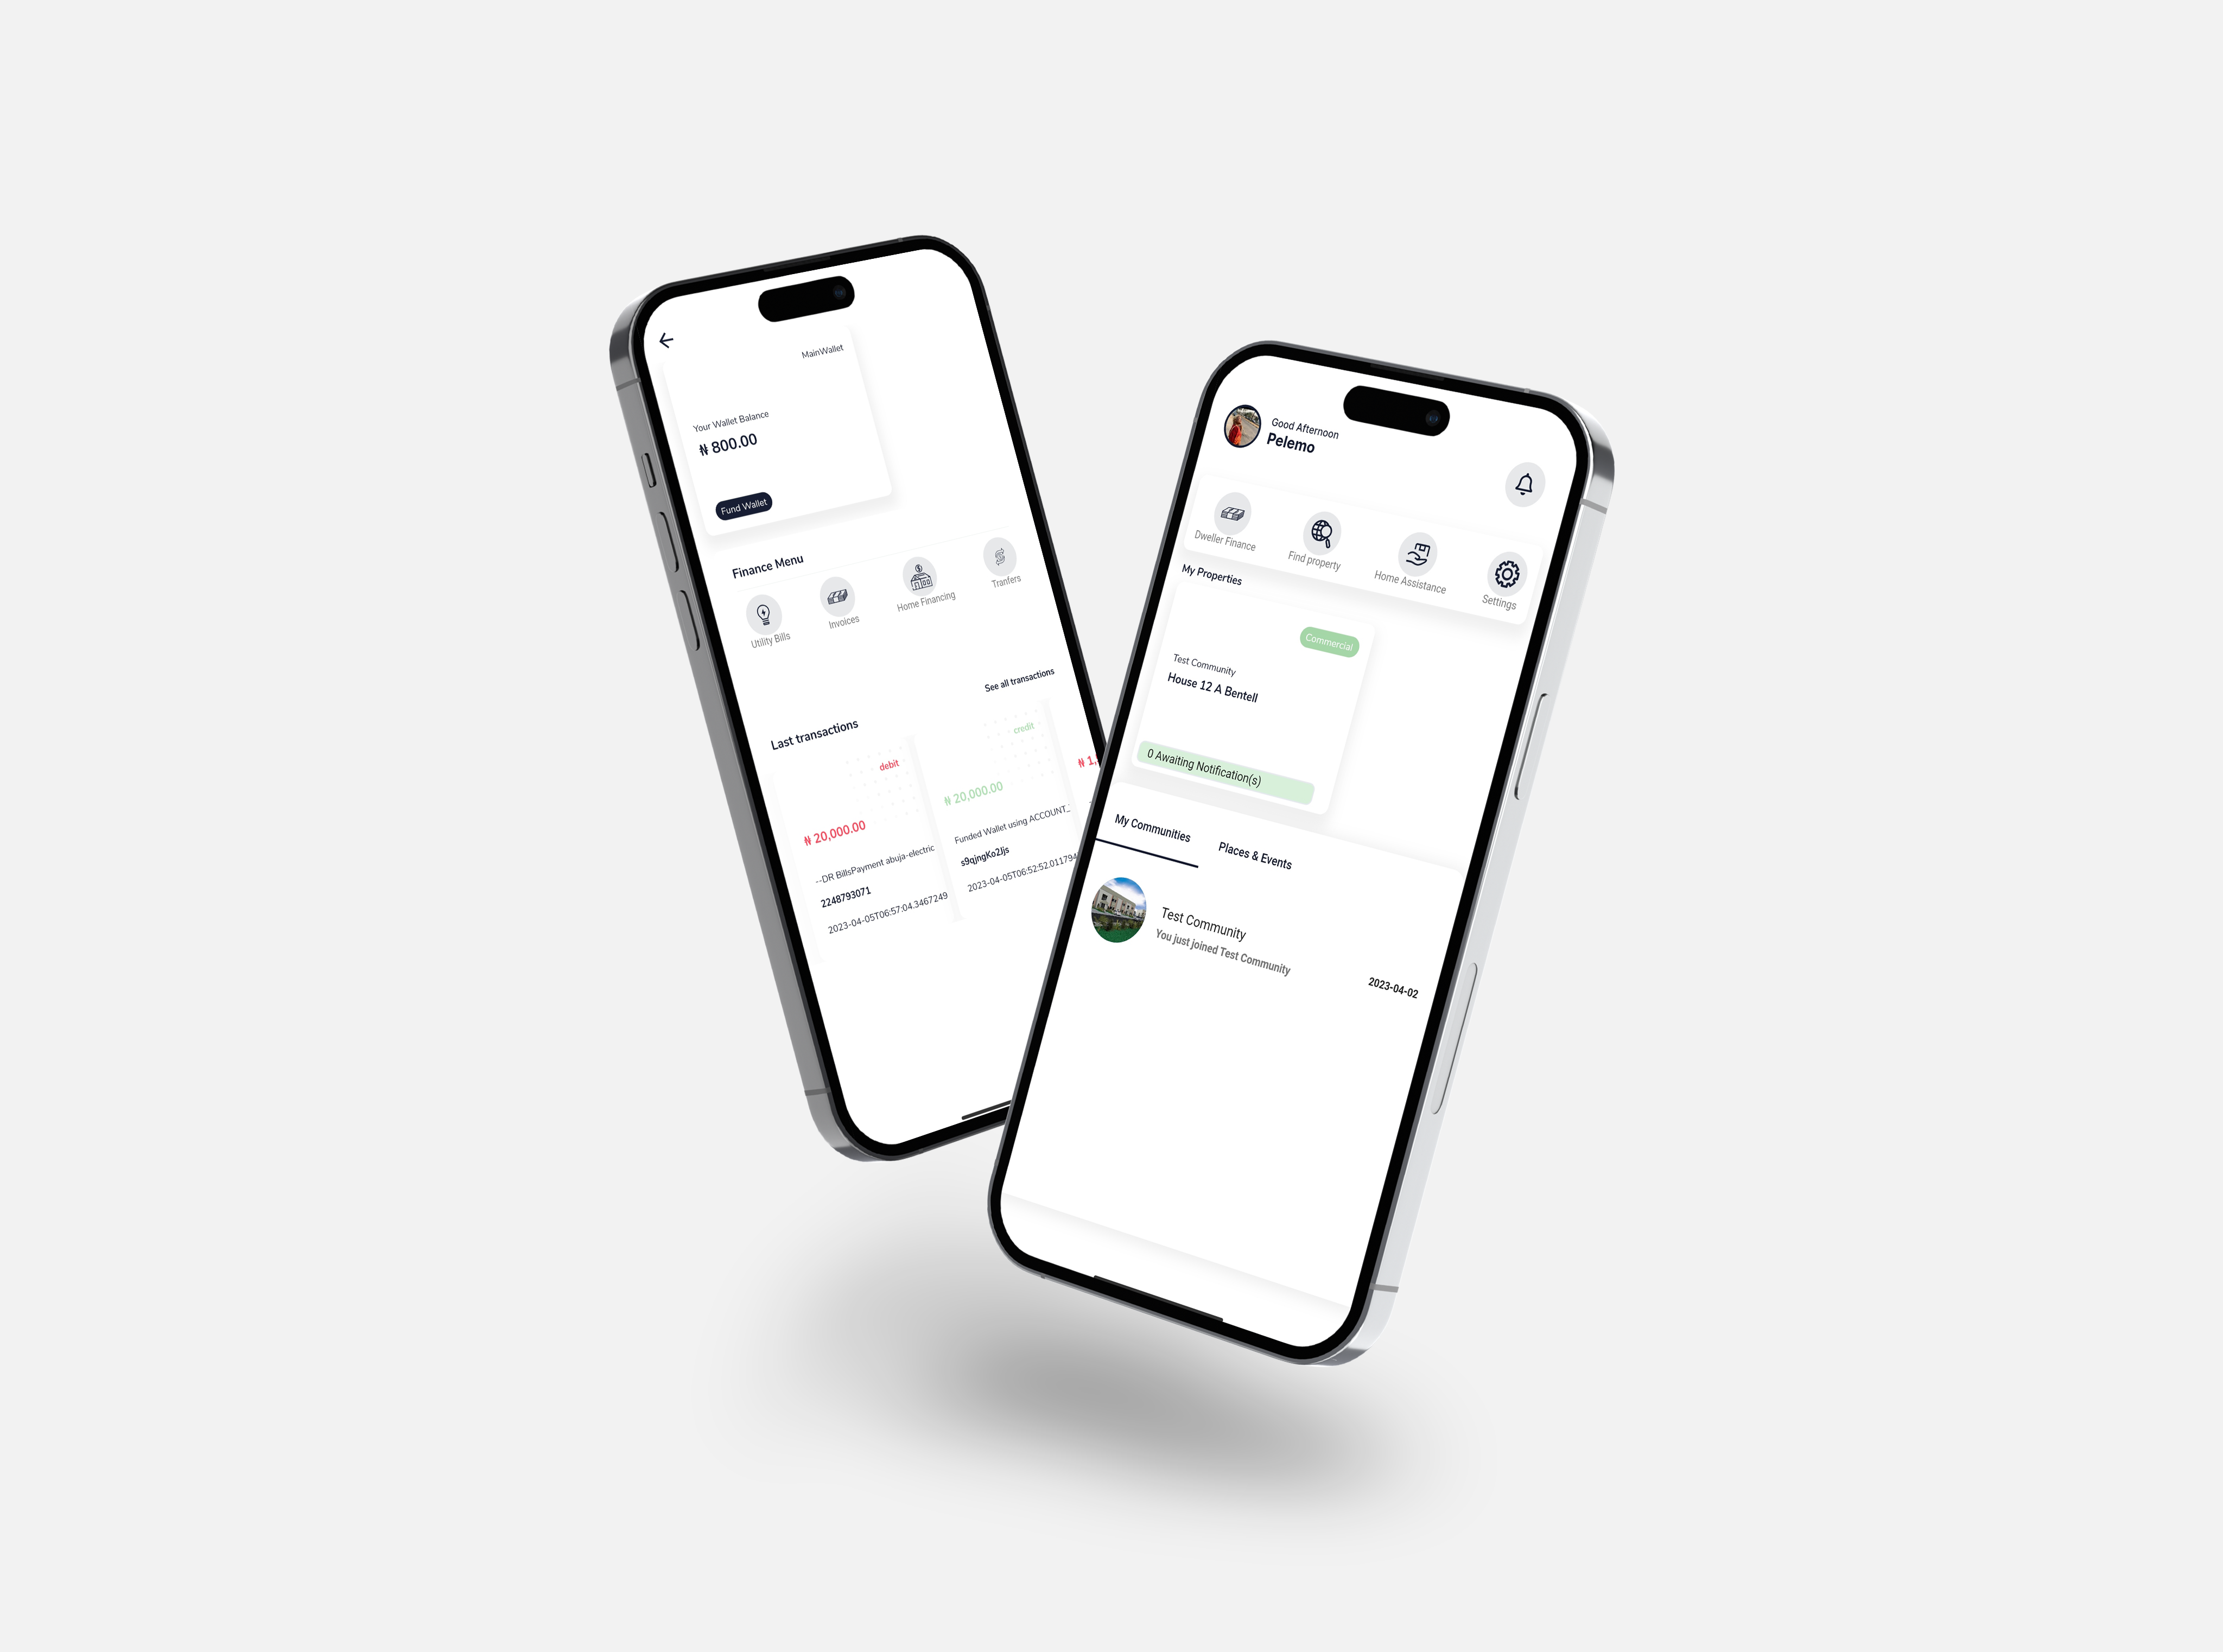 MainWallet
Your Wallet Balance
₦ 800.00
Fund Wallet
Finance Menu
Utility Bills
Invoices
Home Financing
Tranfers
See all transactions
Last transactions
debit
₦ 20,000.00
--DR BillsPayment abuja-electric
2248793071
2023-04-05T06:57:04.3467249
credit
₦ 20,000.00
Funded Wallet using ACCOUNT_
s9qjngKo2Jjs
2023-04-05T06:52:52.011794
₦ 1,
Good Afternoon
Pelemo
Dweller Finance
Find property
Home Assistance
Settings
My Properties
Commercial
Test Community
House 12 A Bentell
0 Awaiting Notification(s)
My Communities
Places & Events
Test Community
You just joined Test Community
2023-04-02